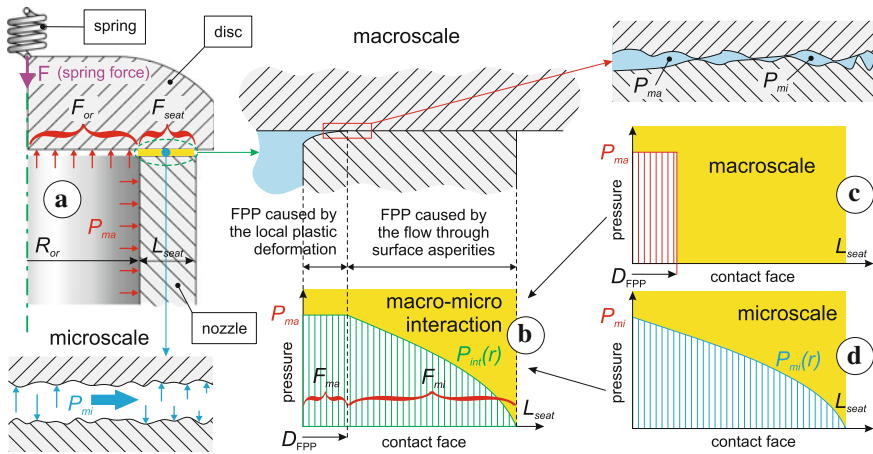 spring
disc
F (spring force)
F_or
F_seat
a
P_ma
R_or
L_seat
nozzle
microscale
P_mi
macroscale
P_ma
P_mi
FPP caused by
the local plastic
deformation
FPP caused by
the flow through
surface asperities
P_ma
pressure
macro-micro
interaction
b
P_int(r)
F_ma
F_mi
L_seat
D_FPP
contact face
P_ma
pressure
macroscale
c
L_seat
D_FPP
contact face
P_mi
pressure
microscale
d
P_mi(r)
L_seat
contact face